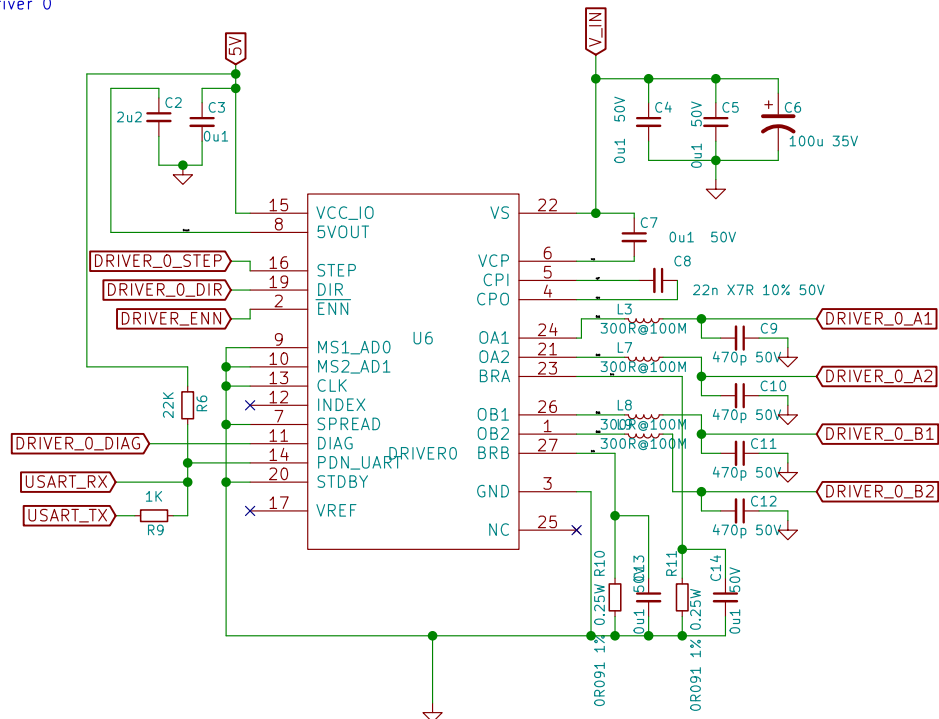 river 0
5V
V_IN
C2
2u2
C3
0u1
0u1 50V
C4
0u1 50V
C5
+
C6
100u 35V
15
VCC_IO
8
5VOUT
VS
22
C7
0u1 50V
DRIVER_0_STEP
16
STEP
VCP
6
C8
DRIVER_0_DIR
19
DIR
CPI
5
22n X7R 10% 50V
DRIVER_ENN
2
ENN
CPO
4
U6
L3
300R@100M
OA1
24
DRIVER_0_A1
C9
470p 50V
9
MS1_AD0
10
MS2_AD1
OA2
21
L7
300R@100M
BRA
23
DRIVER_0_A2
C10
470p 50V
13
CLK
22K
R6
12
INDEX
OB1
26
L8
300R@100M
7
SPREAD
OB2
1
L9
300R@100M
DRIVER_0_B1
C11
470p 50V
DRIVER_0_DIAG
11
DIAG
DRIVER0
BRB
27
14
PDN_UART
USART_RX
20
STDBY
GND
3
DRIVER_0_B2
C12
470p 50V
1K
USART_TX
R9
17
VREF
NC
25
R10
0R091 1% 0.25W
C13
0u1 50V
R11
0R091 1% 0.25W
C14
0u1 50V